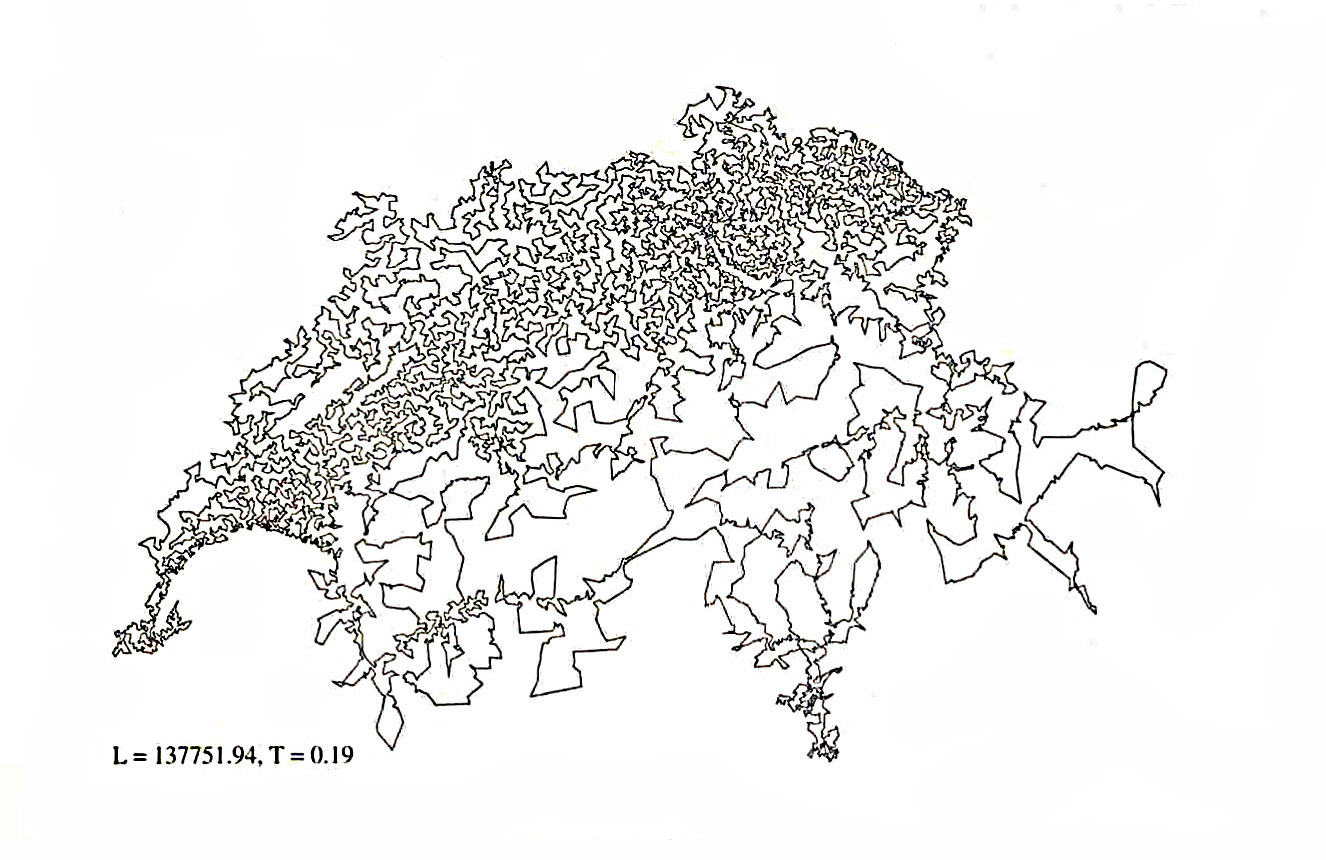 L = 137751.94, T = 0.19